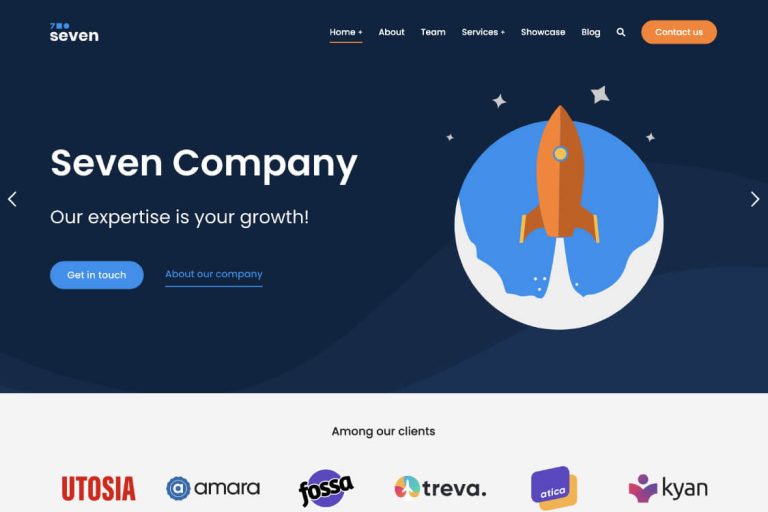 seven
Home + About Team Services + Showcase Blog Contact us
Seven Company
Our expertise is your growth!
Get in touch About our company
Among our clients
UTOSIA amara fossa treva. atica kyan